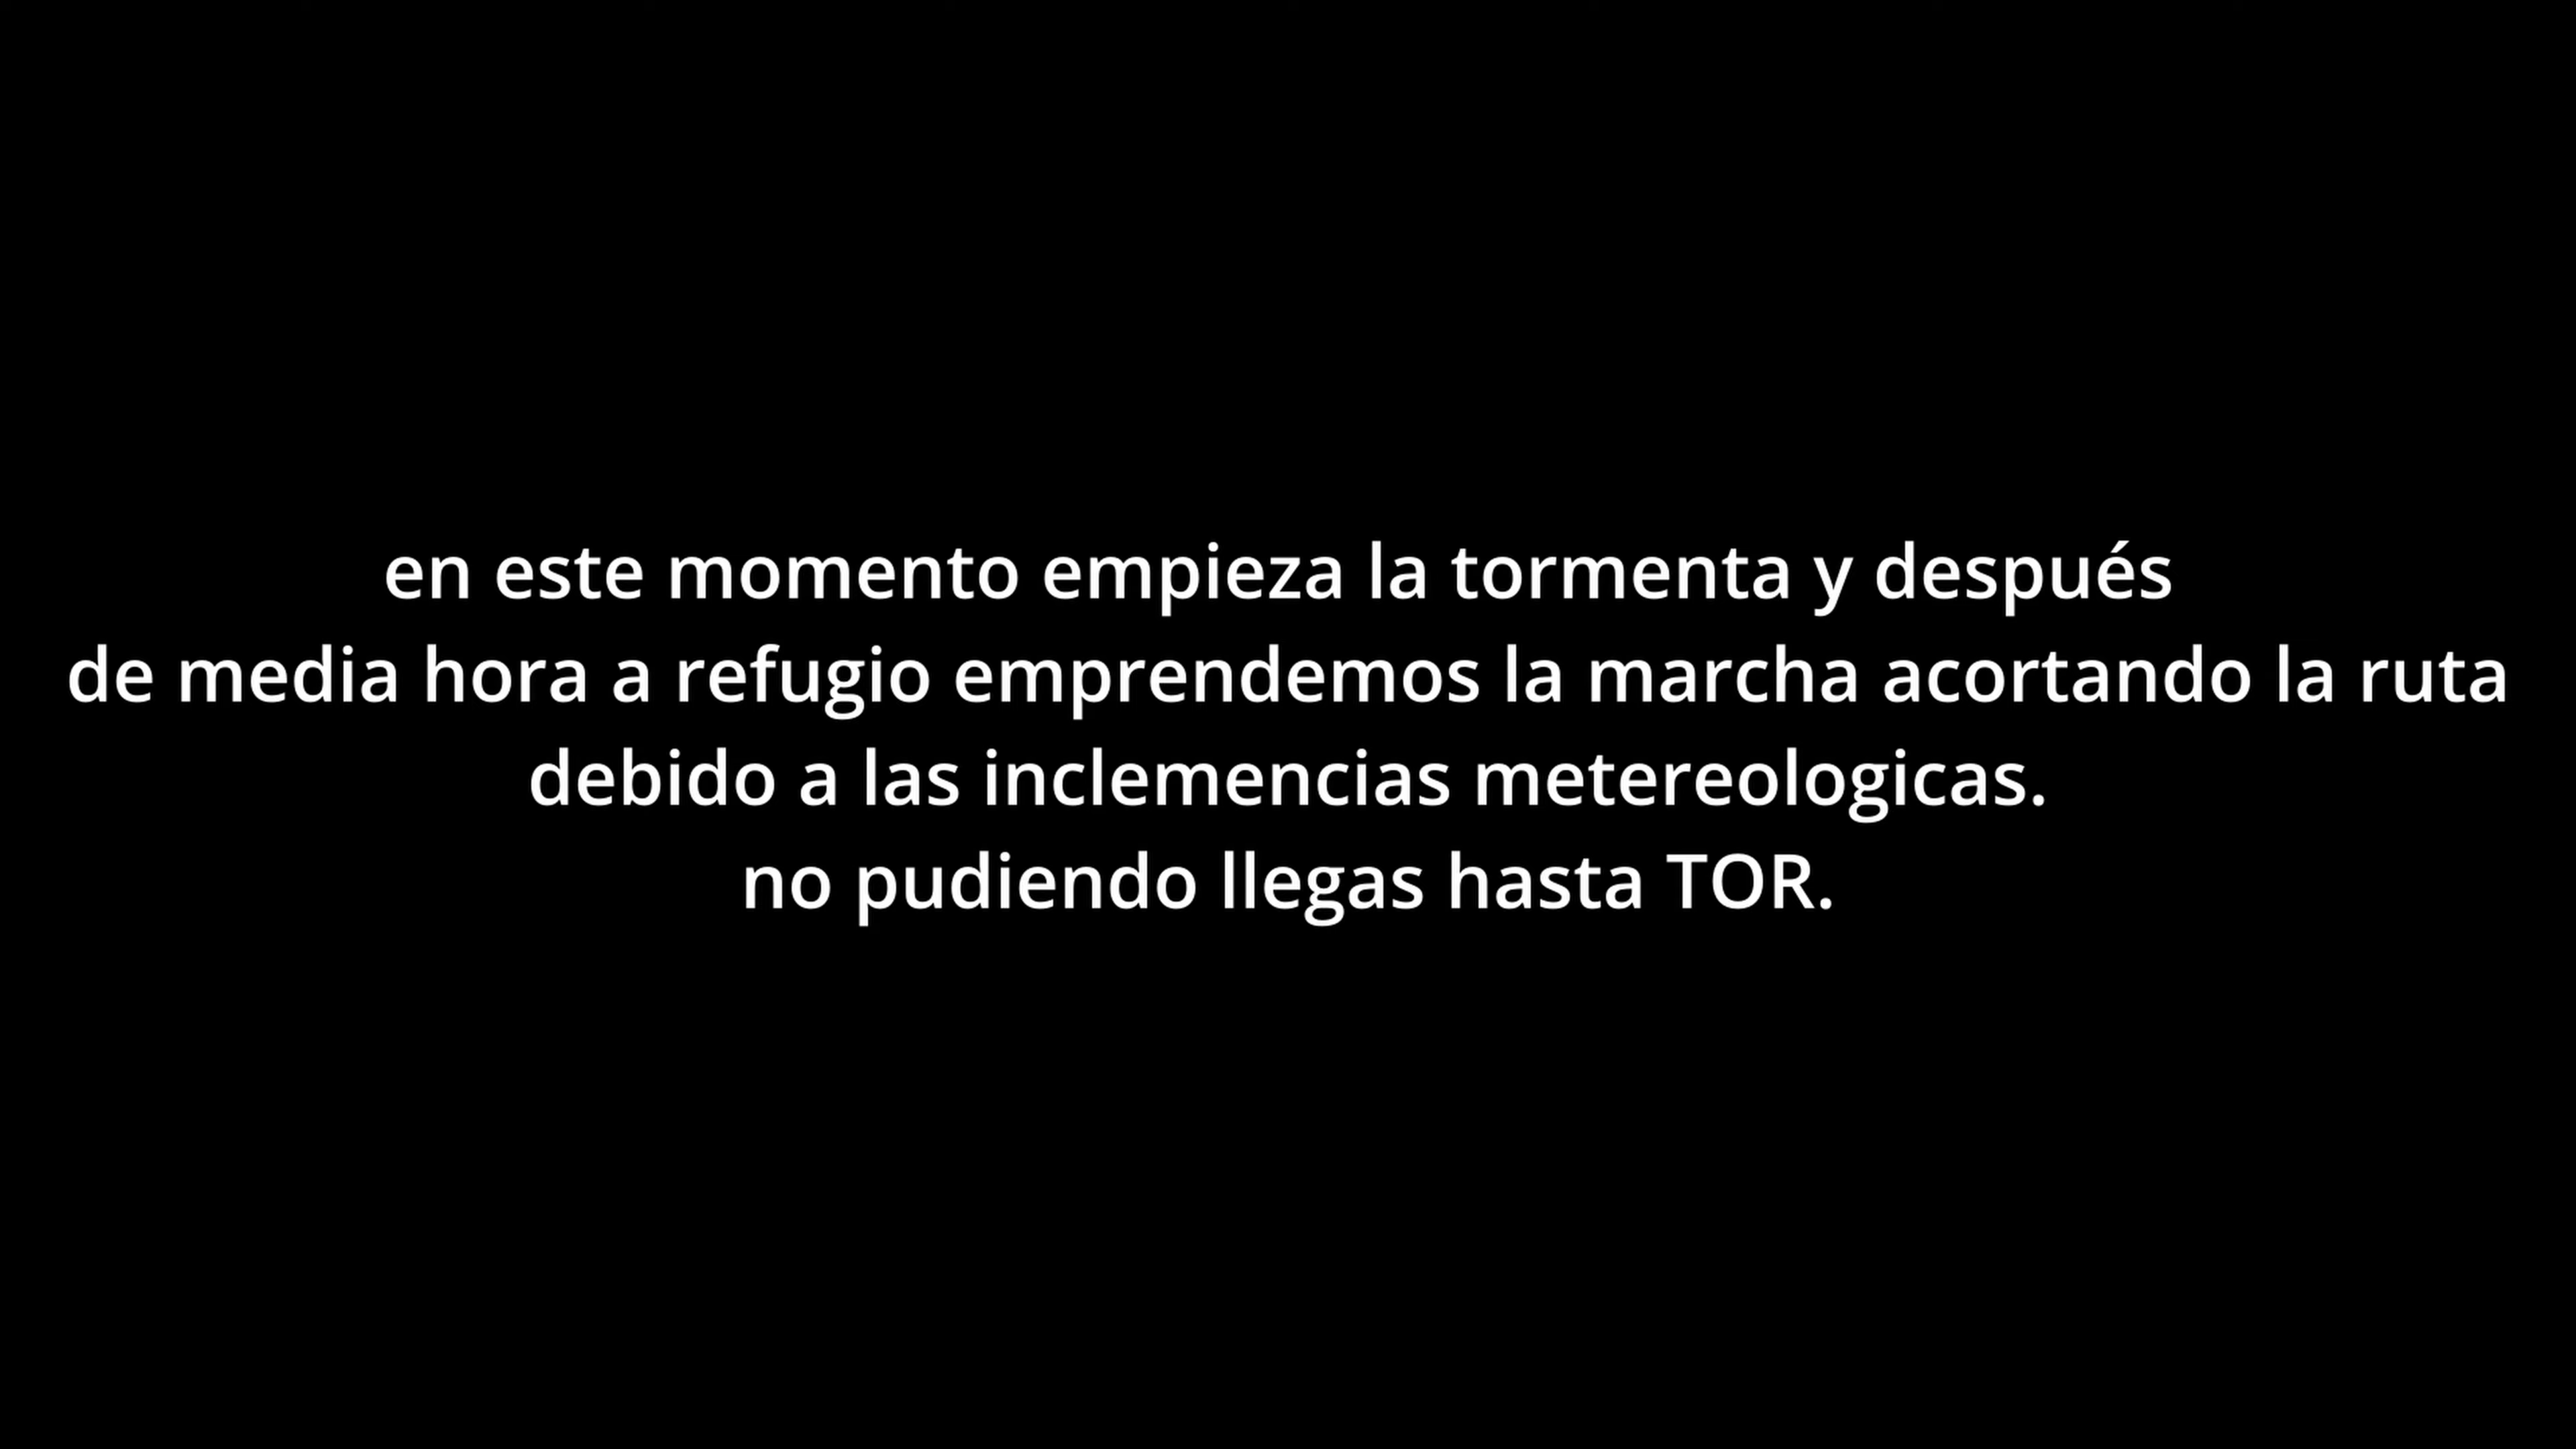 en este momento empieza la tormenta y después
de media hora a refugio emprendemos la marcha acortando la ruta
debido a las inclemencias metereologicas.
no pudiendo llegas hasta TOR.